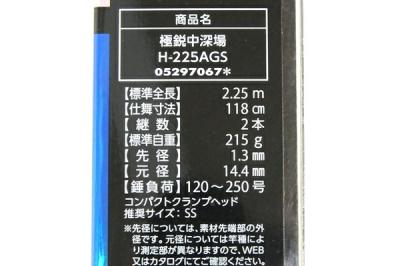 商品名
極鋭中深場
H-225AGS
05297067*
【標準全長】 2.25 m
【仕舞寸法】 118 ㎝
【継数】 2 本
【標準自重】 215 g
【先径】 1.3 ㎜
【元径】 14.4 ㎜
【錘負荷】 120~250 号
コンパクトクランプヘッド
推奨サイズ:SS
※先径については、素材先端部の外
径です。元径については竿種によ
り測定部が異なりますので、WEB
又はカタログにてご確認ください。